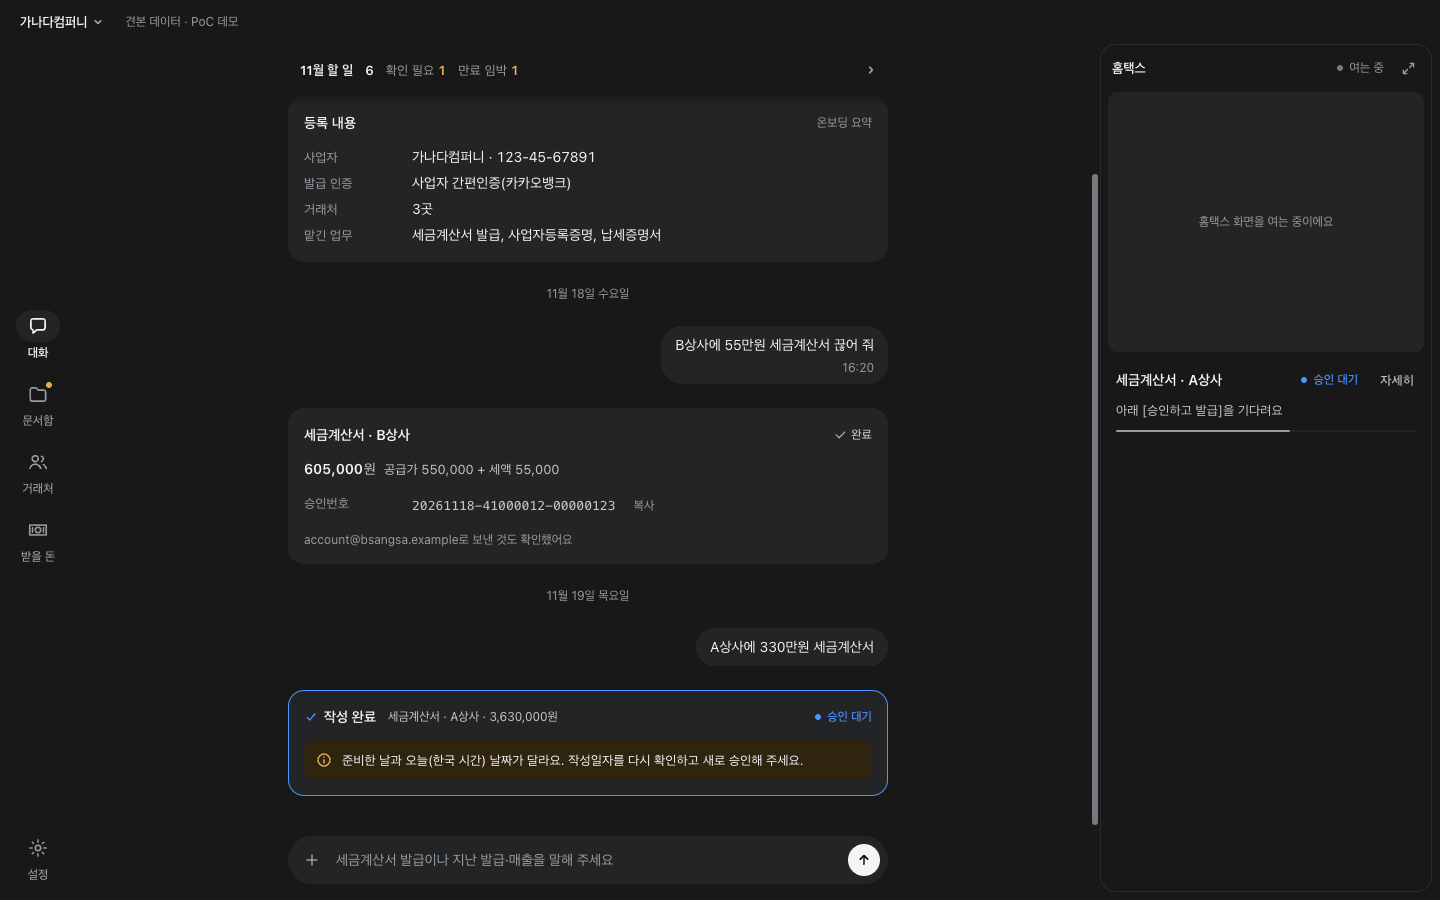 가나다컴퍼니
견본 데이터 · PoC 데모
11월 할 일 6 확인 필요 1 만료 임박 1
등록 내용 온보딩 요약
사업자 가나다컴퍼니 · 123-45-67891
발급 인증 사업자 간편인증(카카오뱅크)
거래처 3곳
맡긴 업무 세금계산서 발급, 사업자등록증명, 납세증명서
11월 18일 수요일
B상사에 55만원 세금계산서 끊어 줘
16:20
세금계산서 · B상사 완료
605,000원 공급가 550,000 + 세액 55,000
승인번호 20261118-41000012-00000123 복사
account@bsangsa.example로 보낸 것도 확인했어요
11월 19일 목요일
A상사에 330만원 세금계산서
작성 완료 세금계산서 · A상사 · 3,630,000원 승인 대기
준비한 날과 오늘(한국 시간) 날짜가 달라요. 작성일자를 다시 확인하고 새로 승인해 주세요.
세금계산서 발급이나 지난 발급·매출을 말해 주세요
대화
문서함
거래처
받을 돈
설정
홈택스 여는 중
홈택스 화면을 여는 중이에요
세금계산서 · A상사 승인 대기 자세히
아래 [승인하고 발급]을 기다려요